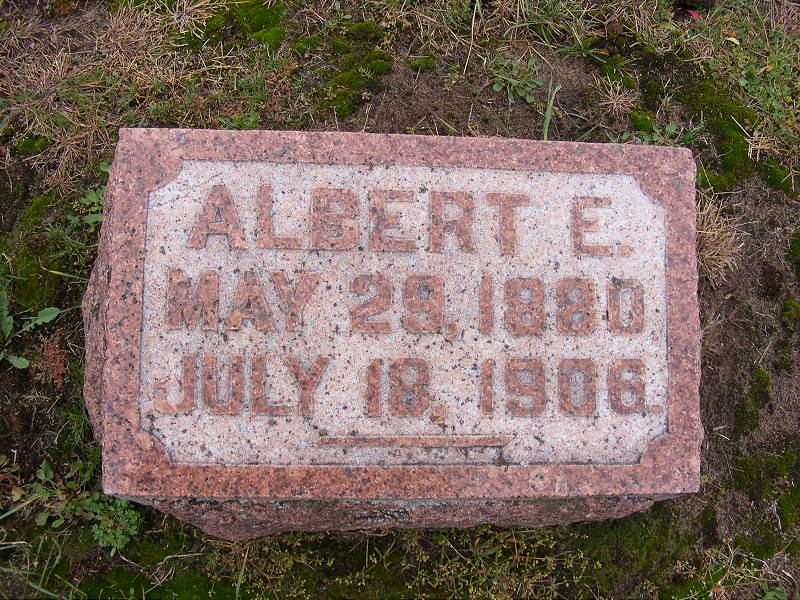 ALBERT E.
MAY 29, 1880
JULY 18, 1906.